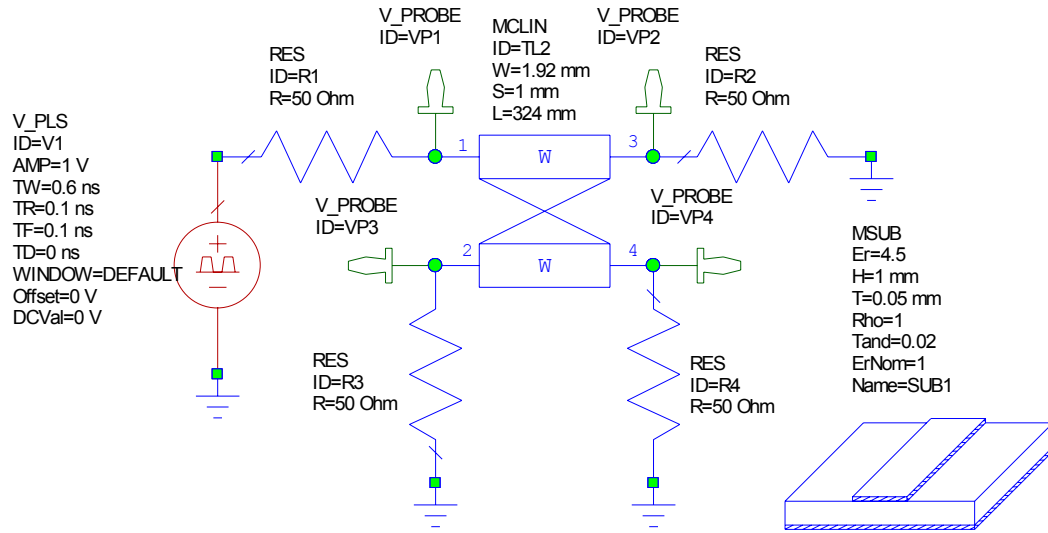 V_PROBE
ID=VP1
MCLIN
ID=TL2
W=1.92 mm
S=1 mm
L=324 mm
V_PROBE
ID=VP2
RES
ID=R1
R=50 Ohm
RES
ID=R2
R=50 Ohm
V_PLS
ID=V1
AMP=1 V
TW=0.6 ns
TR=0.1 ns
TF=0.1 ns
TD=0 ns
WINDOW=DEFAULT
Offset=0 V
DCVal=0 V
1
W
3
V_PROBE
ID=VP3
V_PROBE
ID=VP4
2
W
4
MSUB
Er=4.5
H=1 mm
T=0.05 mm
Rho=1
Tand=0.02
ErNom=1
Name=SUB1
RES
ID=R3
R=50 Ohm
RES
ID=R4
R=50 Ohm